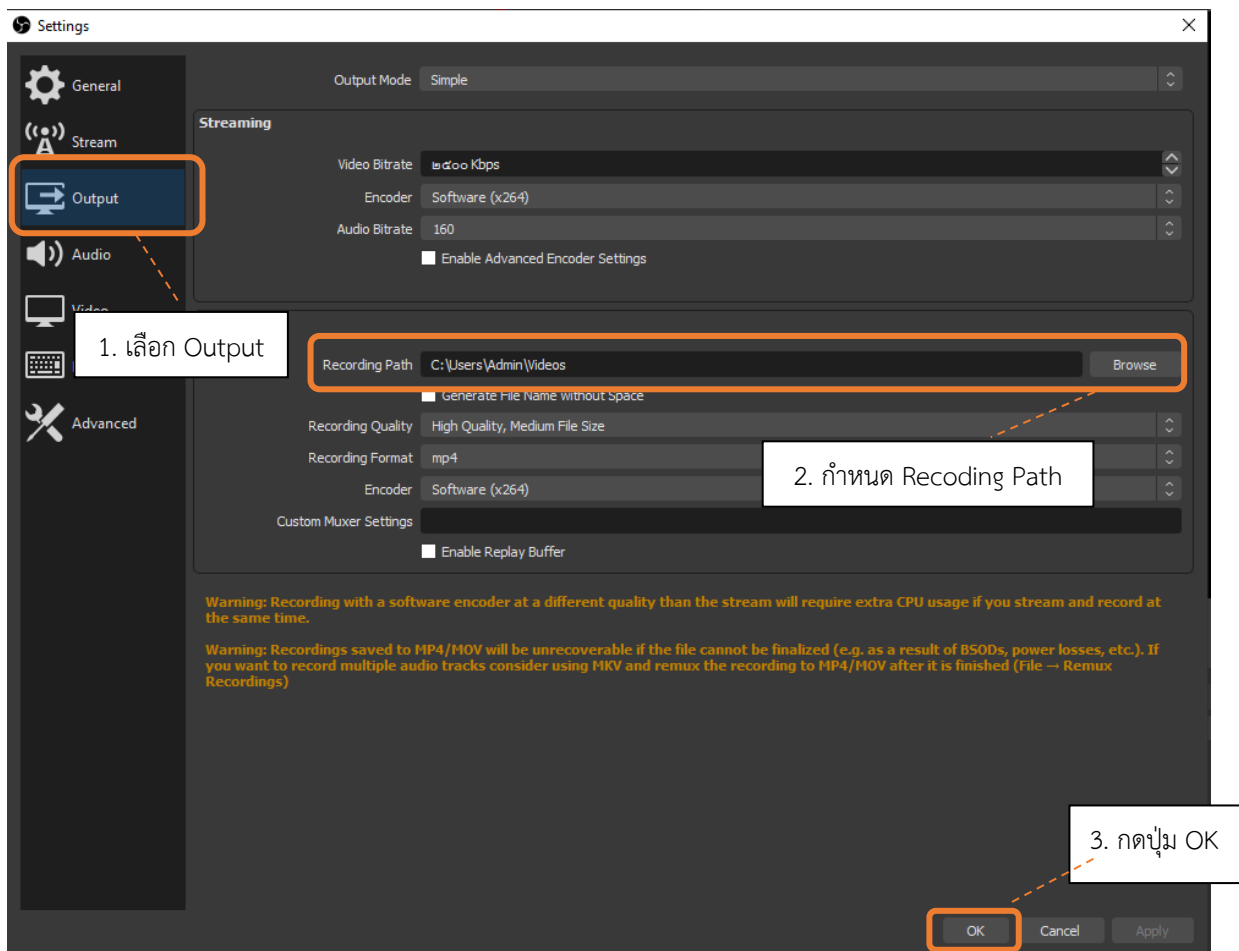 Settings
General
Output Mode Simple
Streaming
Stream
Video Bitrate ๒๕๐๐ Kbps
Output
Encoder Software (x264)
Audio Bitrate 160
Audio
Enable Advanced Encoder Settings
Video
1. เลือก Output
Recording Path C:\Users\Admin\Videos Browse
Generate File Name without Space
Advanced
Recording Quality High Quality, Medium File Size
Recording Format mp4
2. กำหนด Recoding Path
Encoder Software (x264)
Custom Muxer Settings
Enable Replay Buffer
Warning: Recording with a software encoder at a different quality than the stream will require extra CPU usage if you stream and record at
the same time.
Warning: Recordings saved to MP4/MOV will be unrecoverable if the file cannot be finalized (e.g. as a result of BSODs, power losses, etc.). If
you want to record multiple audio tracks consider using MKV and remux the recording to MP4/MOV after it is finished (File → Remux
Recordings)
3. กดปุ่ม OK
OK Cancel Apply